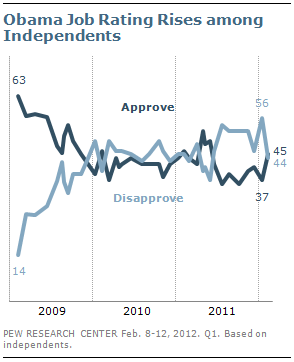 Obama Job Rating Rises among
Independents
63
Approve
56
45
44
Disapprove
37
14
2009 2010 2011
PEW RESEARCH CENTER Feb. 8-12, 2012. Q1. Based on
independents.